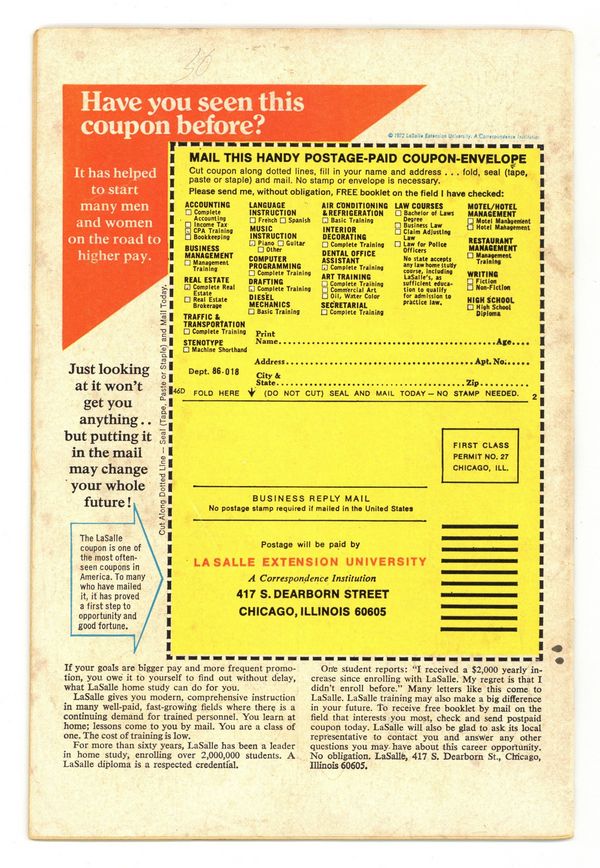 56
Have you seen this
coupon before?
© 1972 LaSalle Extension University. A Correspondence Institution
It has helped
to start
many men
and women
on the road to
higher pay.
Just looking
at it won't
get you
anything . .
but putting it
in the mail
may change
your whole
future!
The LaSalle
coupon is one of
the most often-
seen coupons in
America. To many
who have mailed
it, it has proved
a first step to
opportunity and
good fortune.
Cut Along Dotted Line — Seal (Tape, Paste or Staple) and Mail Today.
MAIL THIS HANDY POSTAGE-PAID COUPON-ENVELOPE
Cut coupon along dotted lines, fill in your name and address . . . fold, seal (tape,
paste or staple) and mail. No stamp or envelope is necessary.
Please send me, without obligation, FREE booklet on the field I have checked:
ACCOUNTING
Complete
Accounting
Income Tax
CPA Training
Bookkeeping
BUSINESS
MANAGEMENT
Management
Training
REAL ESTATE
Complete Real
Estate
Real Estate
Brokerage
TRAFFIC &
TRANSPORTATION
Complete Training
STENOTYPE
Machine Shorthand
LANGUAGE
INSTRUCTION
French Spanish
MUSIC
INSTRUCTION
Piano Guitar
Other
COMPUTER
PROGRAMMING
Complete Training
DRAFTING
Complete Training
DIESEL
MECHANICS
Basic Training
AIR CONDITIONING
& REFRIGERATION
Basic Training
INTERIOR
DECORATING
Complete Training
DENTAL OFFICE
ASSISTANT
Complete Training
ART TRAINING
Complete Training
Commercial Art
Oil, Water Color
SECRETARIAL
Complete Training
LAW COURSES
Bachelor of Laws
Degree
Business Law
Claim Adjusting
Law
Law for Police
Officers
No state accepts
any law home study
course, including
LaSalle's, as
sufficient educa-
tion to qualify
for admission to
practice law.
MOTEL/HOTEL
MANAGEMENT
Motel Management
Hotel Management
RESTAURANT
MANAGEMENT
Management
Training
WRITING
Fiction
Non-Fiction
HIGH SCHOOL
High School
Diploma
Print
Name Age
Address Apt. No.
Dept. 86-018
City &
State Zip
46D FOLD HERE (DO NOT CUT) SEAL AND MAIL TODAY — NO STAMP NEEDED. 2
FIRST CLASS
PERMIT NO. 27
CHICAGO, ILL.
BUSINESS REPLY MAIL
No postage stamp required if mailed in the United States
Postage will be paid by
LA SALLE EXTENSION UNIVERSITY
A Correspondence Institution
417 S. DEARBORN STREET
CHICAGO, ILLINOIS 60605
If your goals are bigger pay and more frequent promo-
tion, you owe it to yourself to find out without delay,
what LaSalle home study can do for you.
LaSalle gives you modern, comprehensive instruction
in many well-paid, fast-growing fields where there is a
continuing demand for trained personnel. You learn at
home; lessons come to you by mail. You are a class of
one. The cost of training is low.
For more than sixty years, LaSalle has been a leader
in home study, enrolling over 2,000,000 students. A
LaSalle diploma is a respected credential.
One student reports: "I received a $2,000 yearly in-
crease since enrolling with LaSalle. My regret is that I
didn't enroll before." Many letters like this come to
LaSalle. LaSalle training may also make a big difference
in your future. To receive free booklet by mail on the
field that interests you most, check and send postpaid
coupon today. LaSalle will also be glad to ask its local
representative to contact you and answer any other
questions you may have about this career opportunity.
No obligation. LaSalle, 417 S. Dearborn St., Chicago,
Illinois 60605.